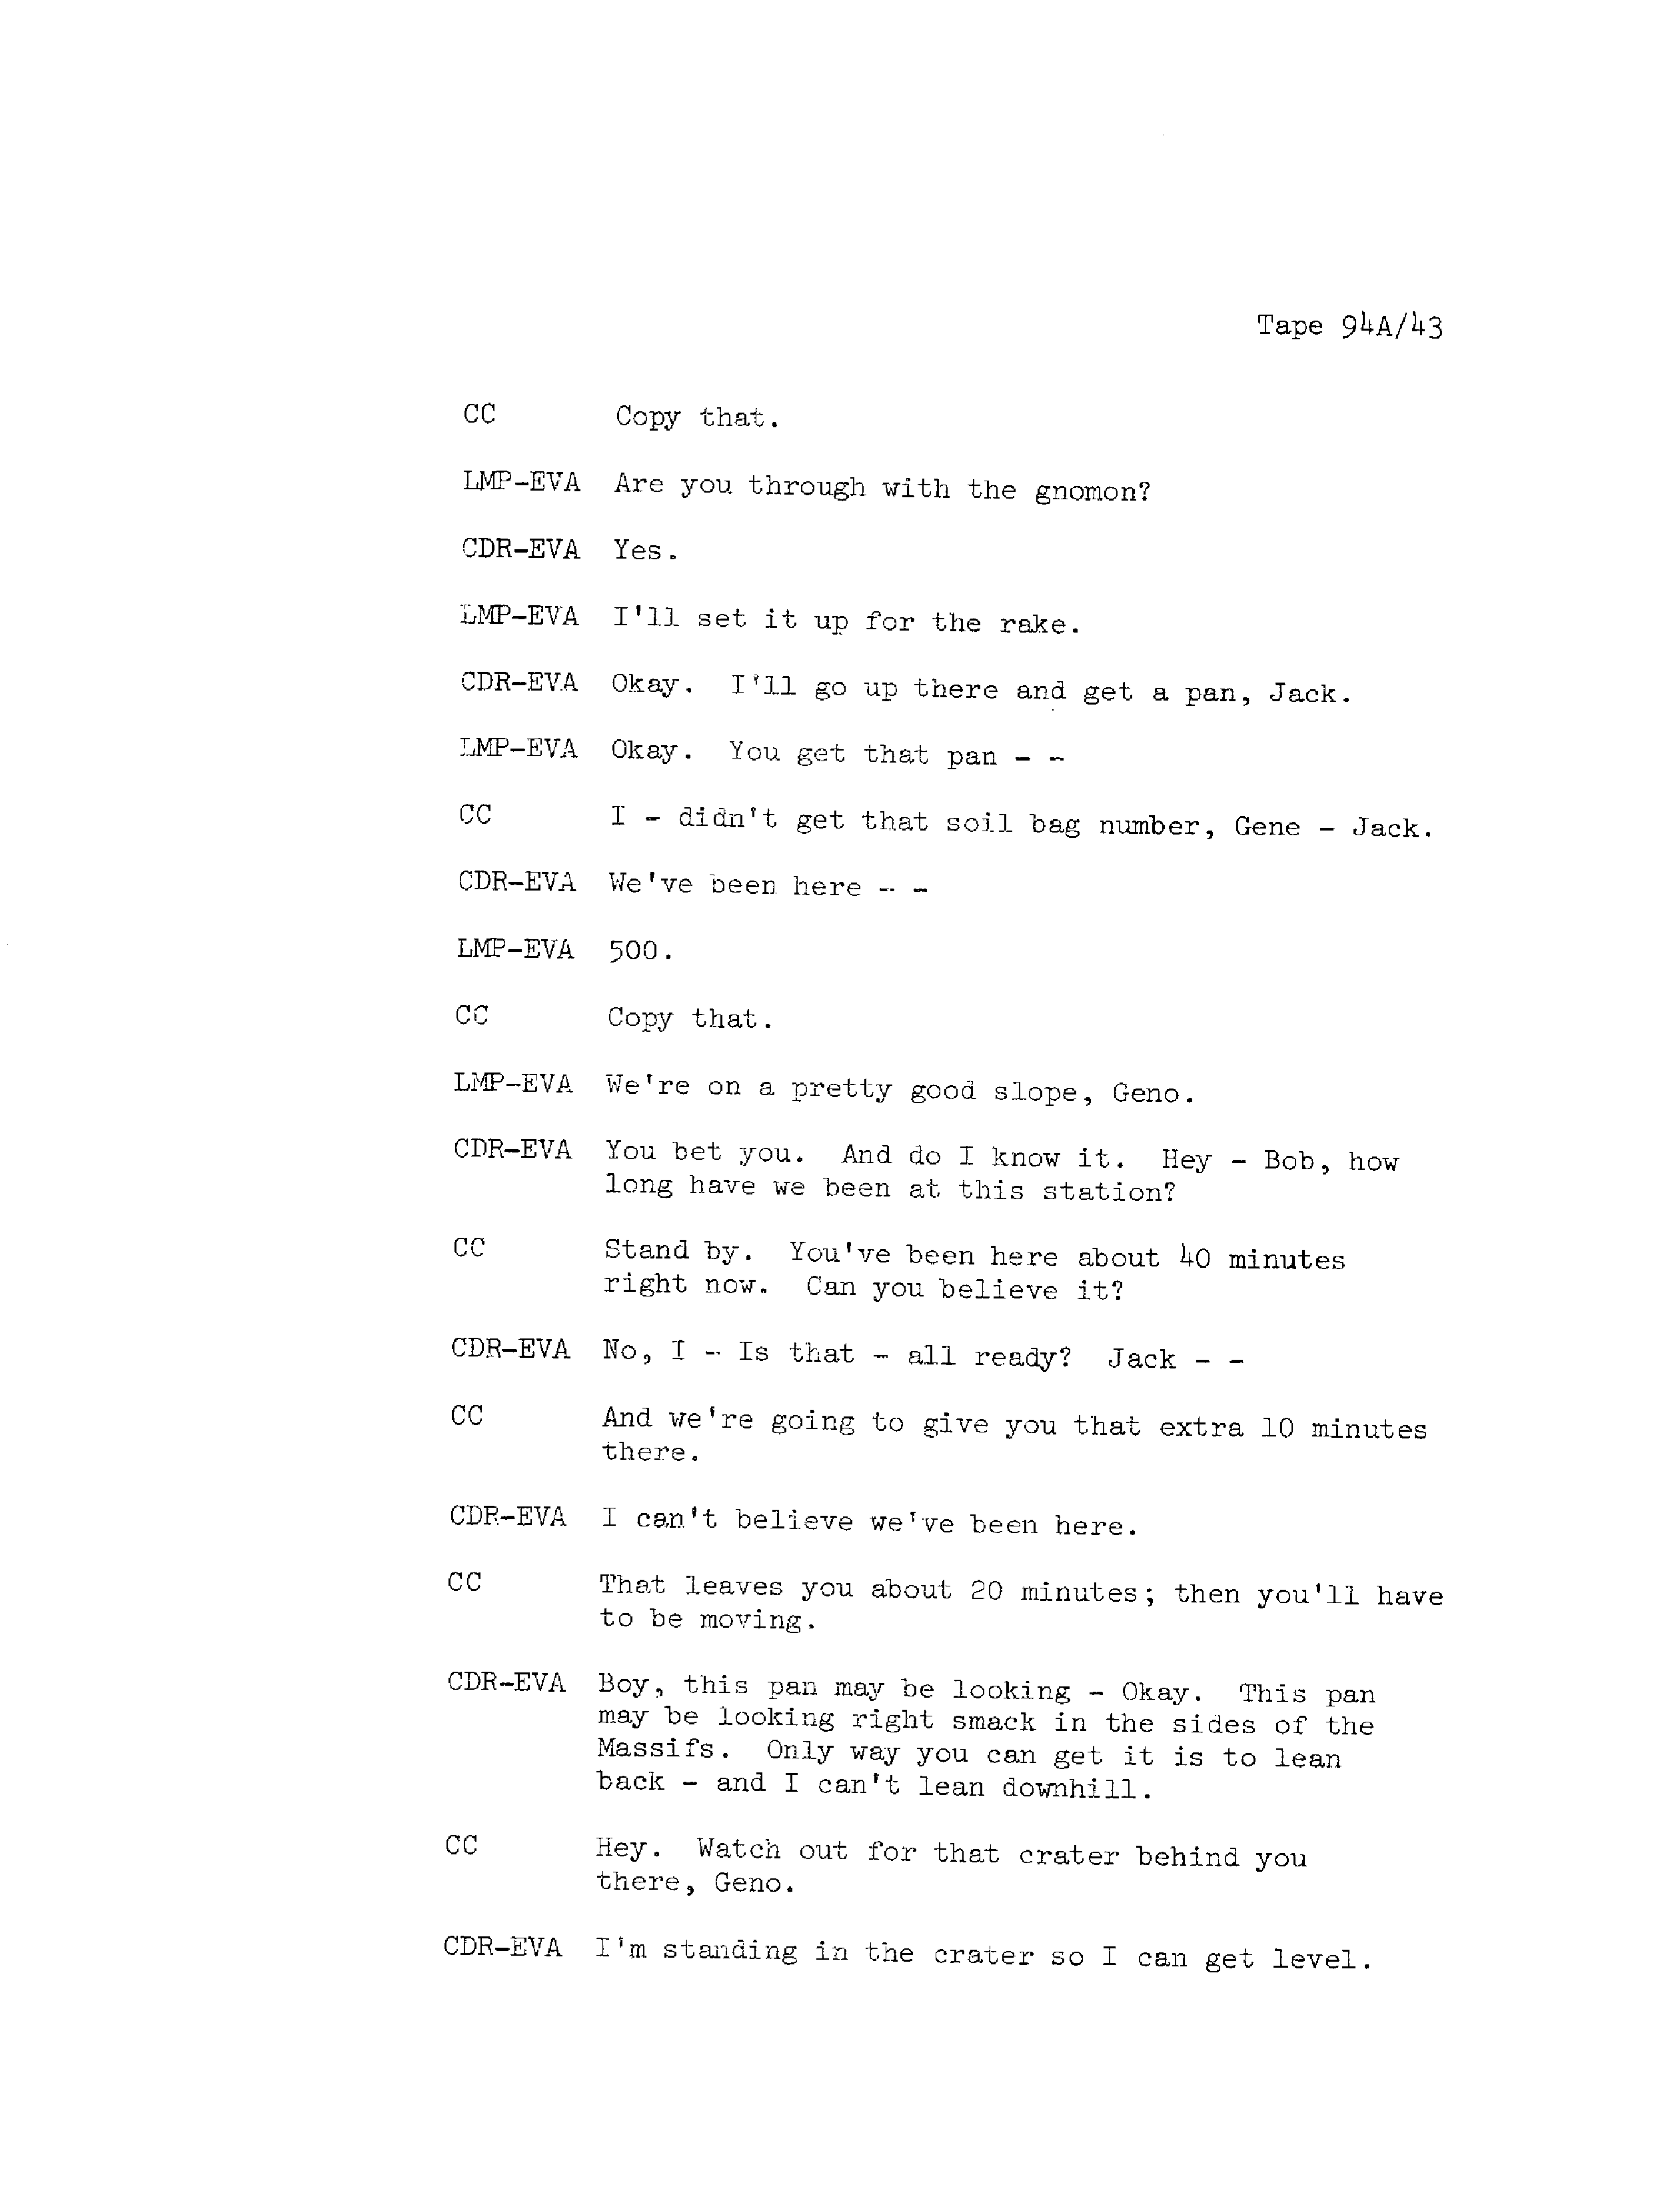 Tape 94A/43
CC Copy that.
LMP-EVA Are you through with the gnomon?
CDR-EVA Yes.
LMP-EVA I'll set it up for the rake.
CDR-EVA Okay. I'll go up there and get a pan, Jack.
LMP-EVA Okay. You get that pan - -
CC I - didn't get that soil bag number, Gene - Jack.
CDR-EVA We've been here - -
LMP-EVA 500.
CC Copy that.
LMP-EVA We're on a pretty good slope, Geno.
CDR-EVA You bet you. And do I know it. Hey - Bob, how
long have we been at this station?
CC Stand by. You've been here about 40 minutes
right now. Can you believe it?
CDR-EVA No, I - Is that - all ready? Jack - -
CC And we're going to give you that extra 10 minutes
there.
CDR-EVA I can't believe we've been here.
CC That leaves you about 20 minutes; then you'll have
to be moving.
CDR-EVA Boy, this pan may be looking - Okay. This pan
may be looking right smack in the sides of the
Massifs. Only way you can get it is to lean
back - and I can't lean downhill.
CC Hey. Watch out for that crater behind you
there, Geno.
CDR-EVA I'm standing in the crater so I can get level.